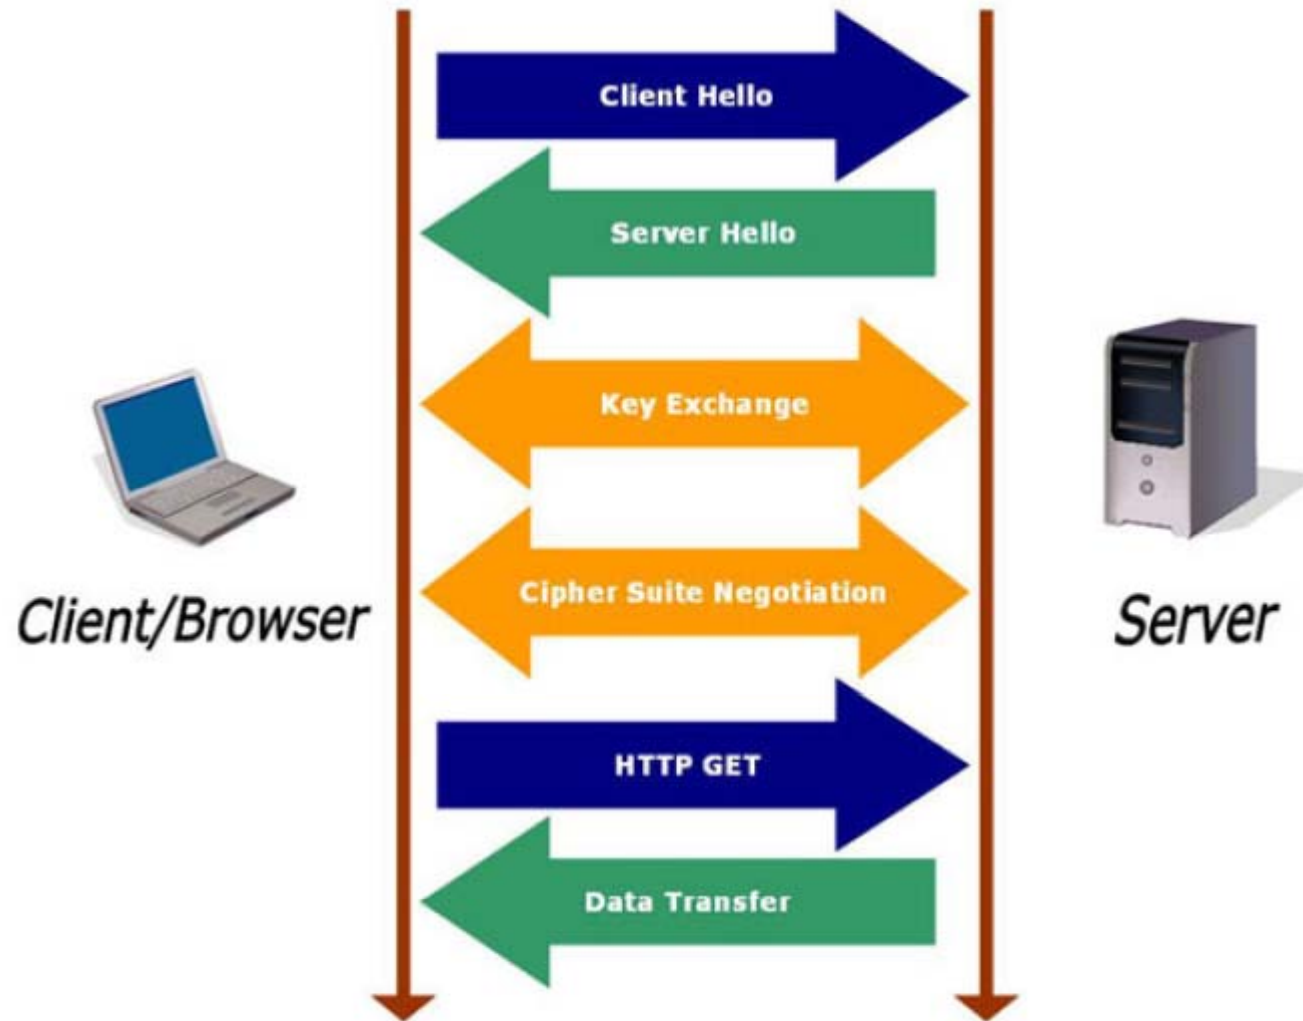 Client Hello
Server Hello
Key Exchange
Cipher Suite Negotiation
Client/Browser
Server
HTTP GET
Data Transfer